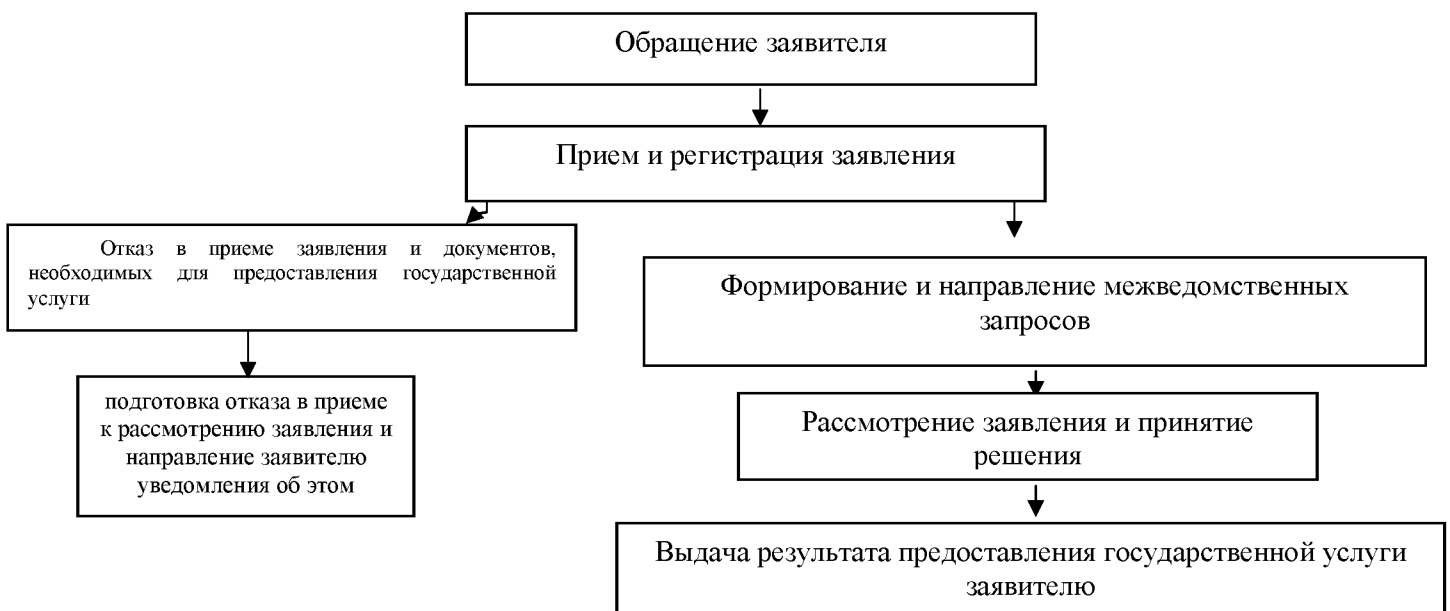 Обращение заявителя
Прием и регистрация заявления
Отказ в приеме заявления и документов,
необходимых для предоставления государственной
услуги
подготовка отказа в приеме
к рассмотрению заявления и
направление заявителю
уведомления об этом
Формирование и направление межведомственных
запросов
Рассмотрение заявления и принятие
решения
Выдача результата предоставления государственной услуги
заявителю